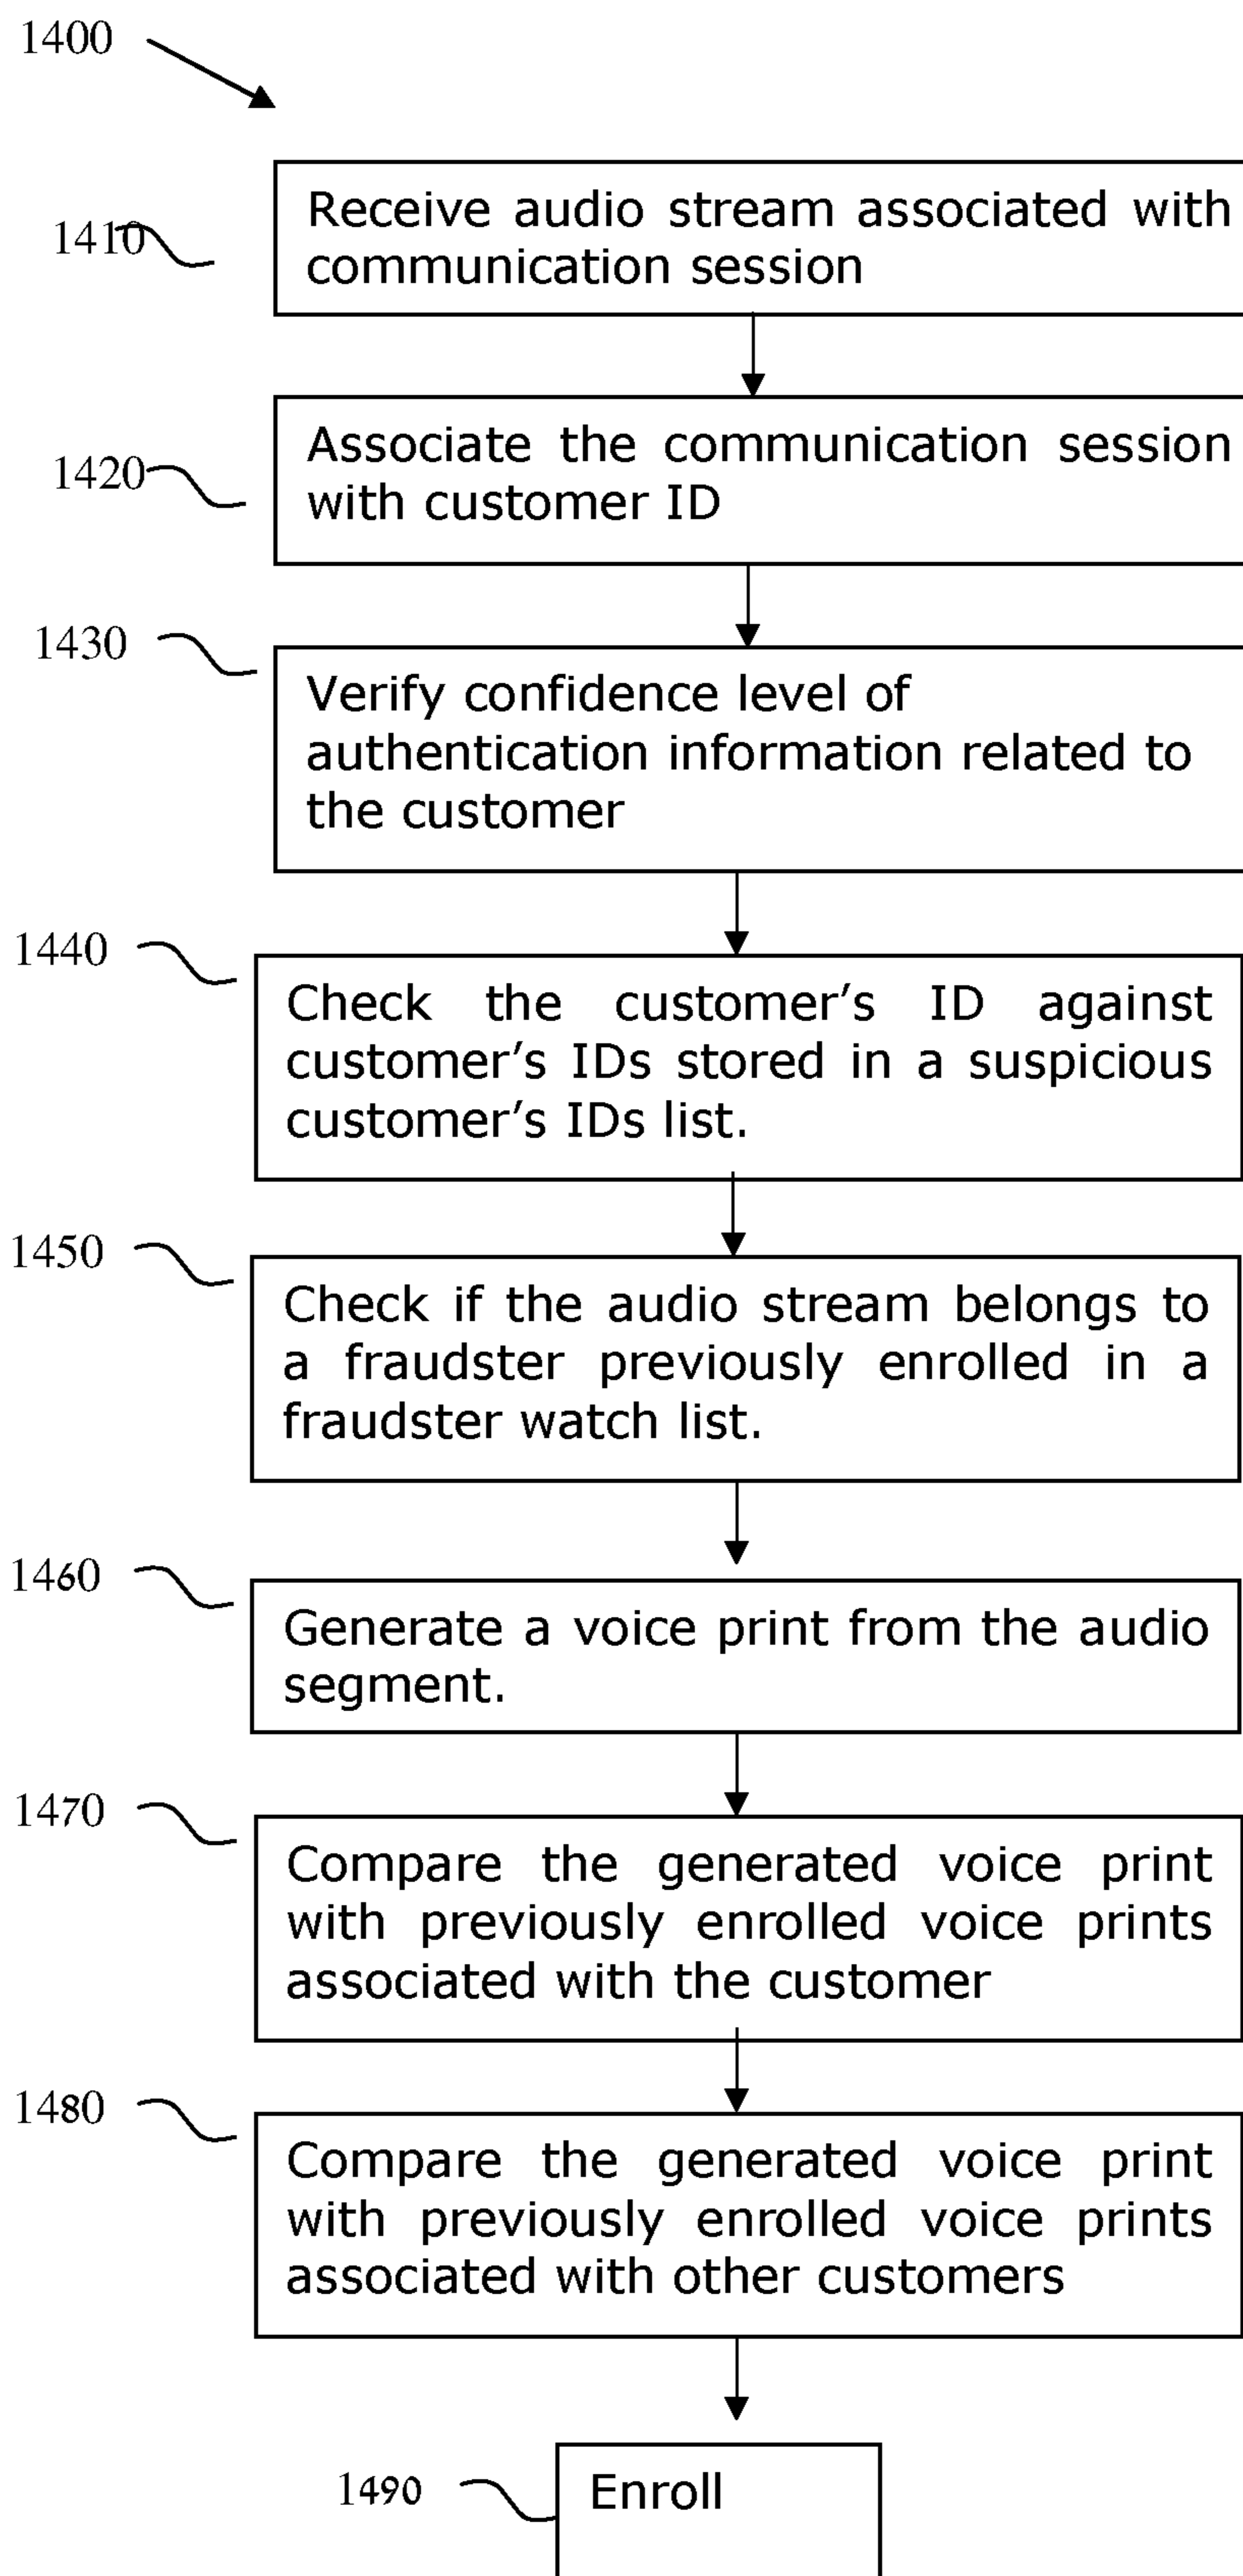 1400
1410
Receive audio stream associated with
communication session
1420
Associate the communication session
with customer ID
1430
Verify confidence level of
authentication information related to
the customer
1440
Check the customer's ID against
customer's IDs stored in a suspicious
customer's IDs list.
1450
Check if the audio stream belongs to
a fraudster previously enrolled in a
fraudster watch list.
1460
Generate a voice print from the audio
segment.
1470
Compare the generated voice print
with previously enrolled voice prints
associated with the customer
1480
Compare the generated voice print
with previously enrolled voice prints
associated with other customers
1490
Enroll